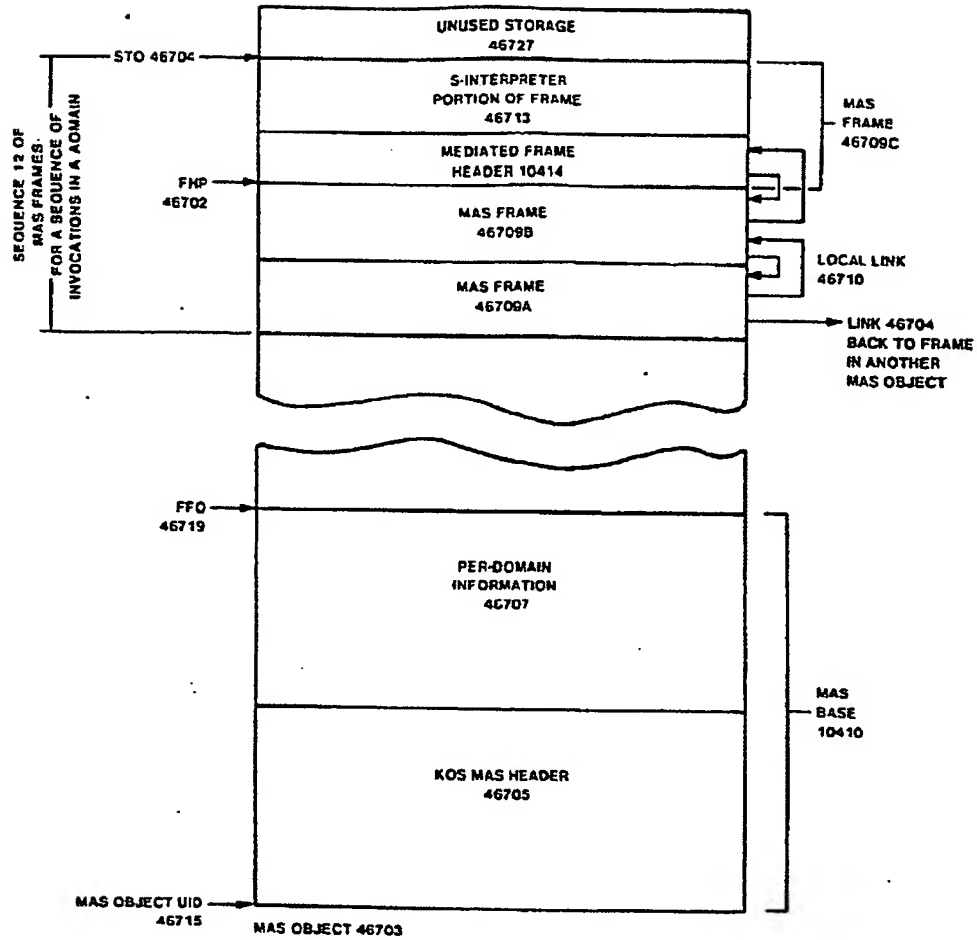 UNUSED STORAGE
46727
STO 46704
S-INTERPRETER
PORTION OF FRAME
46713
MAS
FRAME
46709C
SEQUENCE 12 OF
MAS FRAMES·
FOR A SEQUENCE OF
INVOCATIONS IN A AOMAIN
MEDIATED FRAME
HEADER 10414
FHP
46702
MAS FRAME
46709B
LOCAL LINK
46710
MAS FRAME
46709A
LINK 46704
BACK TO FRAME
IN ANOTHER
MAS OBJECT
FFO
46719
PER-DOMAIN
INFORMATION
46707
MAS
BASE
10410
KOS MAS HEADER
46705
MAS OBJECT UID
46715
MAS OBJECT 46703